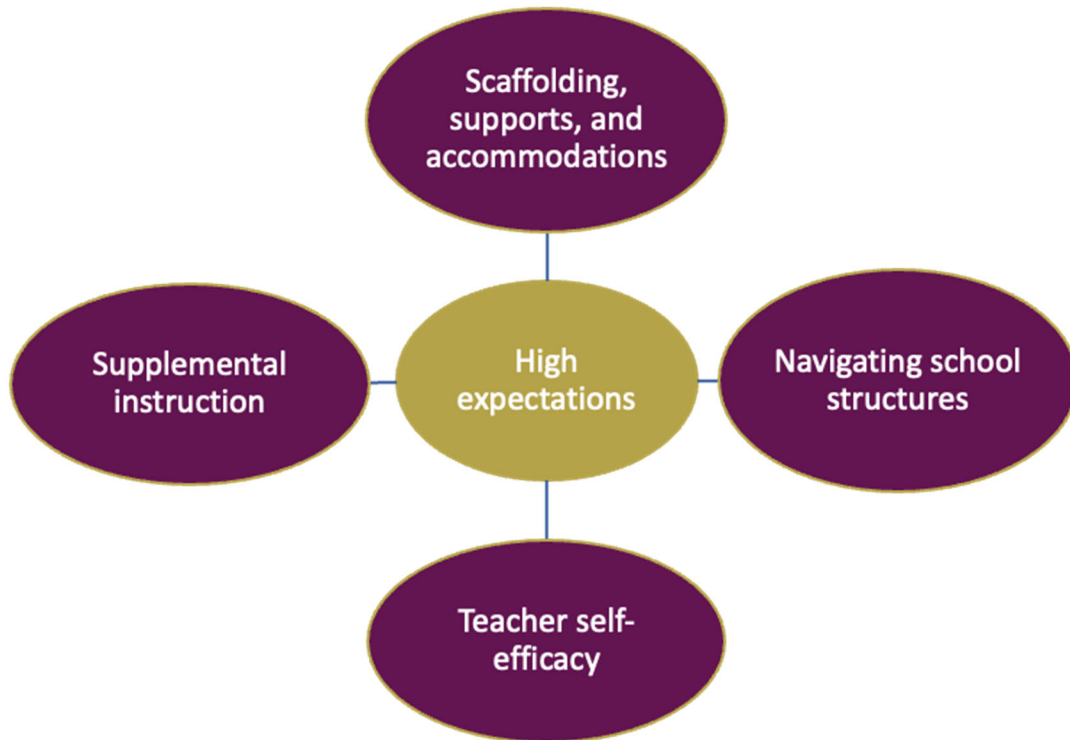 Scaffolding,
supports, and
accommodations
Supplemental
instruction
High
expectations
Navigating school
structures
Teacher self-
efficacy